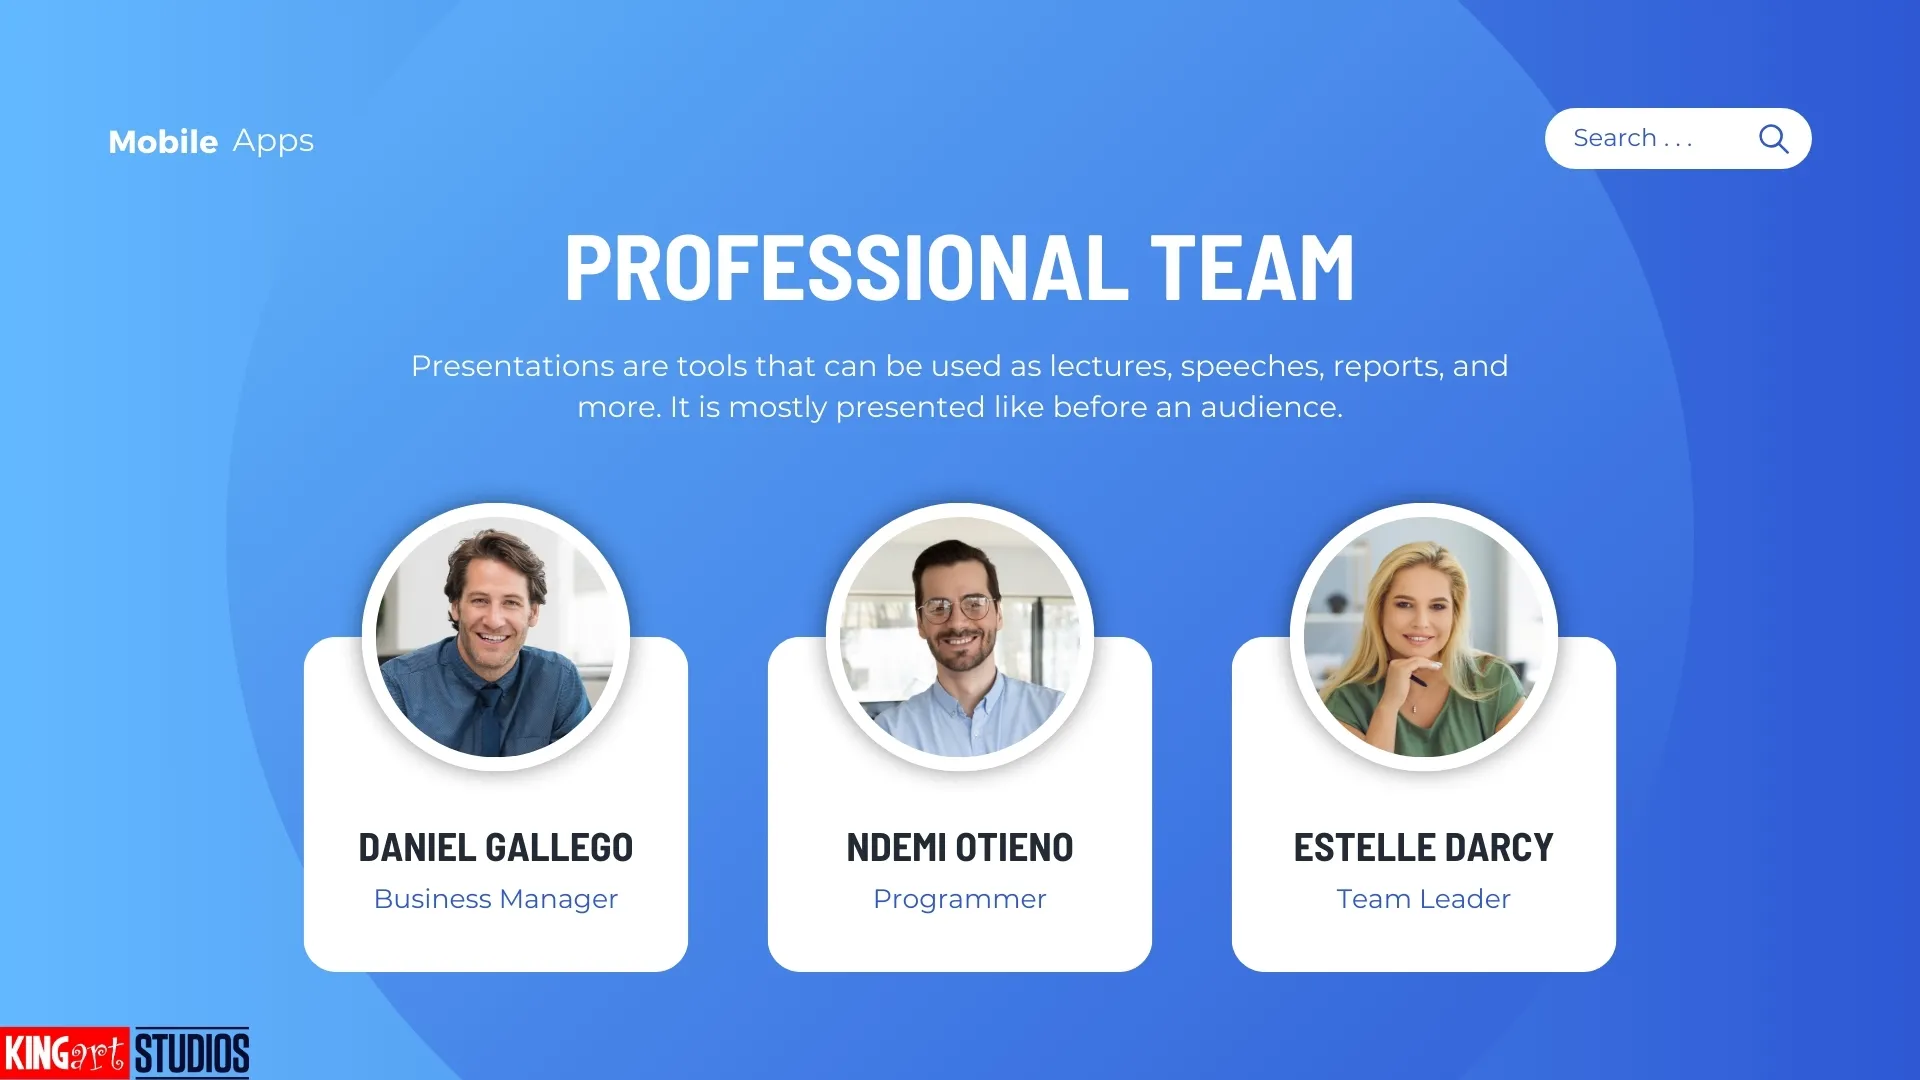 Mobile Apps
Search . . .
PROFESSIONAL TEAM
Presentations are tools that can be used as lectures, speeches, reports, and
more. It is mostly presented like before an audience.
DANIEL GALLEGO
Business Manager
NDEMI OTIENO
Programmer
ESTELLE DARCY
Team Leader
KINGart STUDIOS